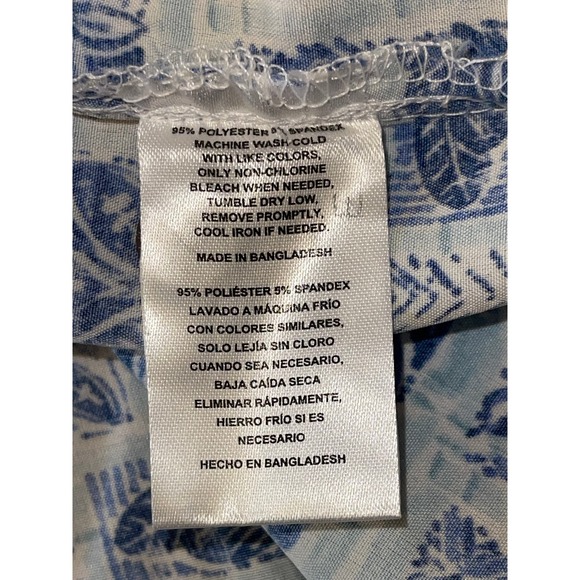 95% POLYESTER 5% SPANDEX
MACHINE WASH COLD
WITH LIKE COLORS,
ONLY NON-CHLORINE
BLEACH WHEN NEEDED,
TUMBLE DRY LOW,
REMOVE PROMPTLY,
COOL IRON IF NEEDED.
MADE IN BANGLADESH
95% POLIÉSTER 5% SPANDEX
LAVADO A MÁQUINA FRÍO
CON COLORES SIMILARES,
SOLO LEJÍA SIN CLORO
CUANDO SEA NECESARIO,
BAJA CAÍDA SECA
ELIMINAR RÁPIDAMENTE,
HIERRO FRÍO SI ES
NECESARIO
HECHO EN BANGLADESH